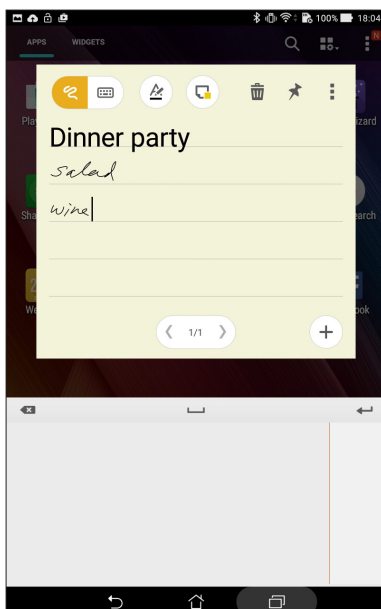 100% 18:04
APPS WIDGETS
N
Dinner party
salad
wine
1/1